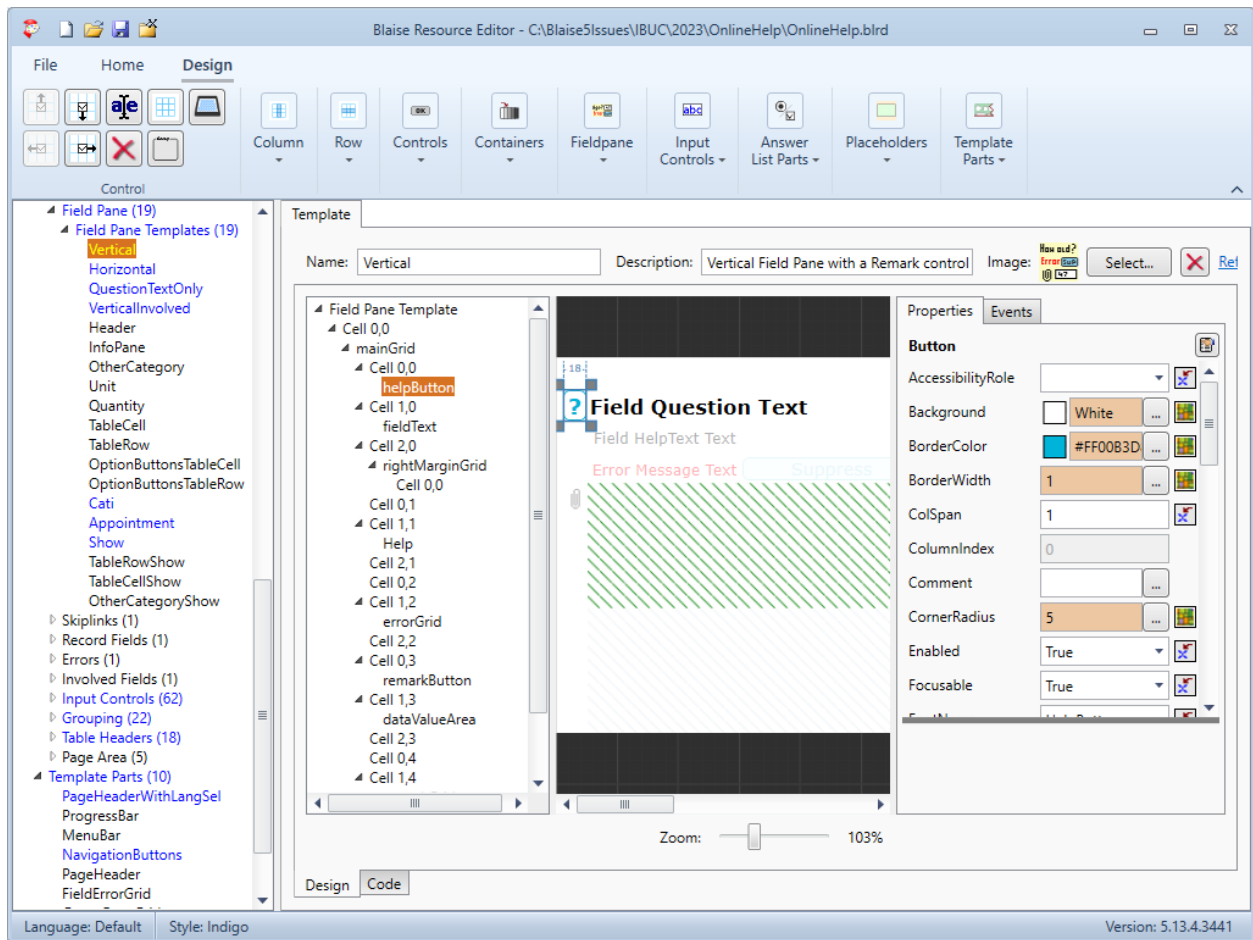 Blaise Resource Editor - C:\Blaise5Issues\IBUC\2023\OnlineHelp\OnlineHelp.blrd
File Home Design
Column Row Controls Containers Fieldpane Input Controls Answer List Parts Placeholders Template Parts
Control
Field Pane (19)
Field Pane Templates (19)
Vertical
Horizontal
QuestionTextOnly
VerticalInvolved
Header
InfoPane
OtherCategory
Unit
Quantity
TableCell
TableRow
OptionButtonsTableCell
OptionButtonsTableRow
Cati
Appointment
Show
TableRowShow
TableCellShow
OtherCategoryShow
Skiplinks (1)
Record Fields (1)
Errors (1)
Involved Fields (1)
Input Controls (62)
Grouping (22)
Table Headers (18)
Page Area (5)
Template Parts (10)
PageHeaderWithLangSel
ProgressBar
MenuBar
NavigationButtons
PageHeader
FieldErrorGrid
Template
Name: Vertical Description: Vertical Field Pane with a Remark control Image: Select... Ref
Field Pane Template
Cell 0,0
mainGrid
Cell 0,0
helpButton
Cell 1,0
fieldText
Cell 2,0
rightMarginGrid
Cell 0,0
Cell 0,1
Cell 1,1
Help
Cell 2,1
Cell 0,2
Cell 1,2
errorGrid
Cell 2,2
Cell 0,3
remarkButton
Cell 1,3
dataValueArea
Cell 2,3
Cell 0,4
Cell 1,4
18
? Field Question Text
Field HelpText Text
Error Message Text Suppress
Zoom: 103%
Properties Events
Button
AccessibilityRole
Background White ...
BorderColor #FF00B3D ...
BorderWidth 1 ...
ColSpan 1
ColumnIndex 0
Comment ...
CornerRadius 5 ...
Enabled True
Focusable True
Design Code
Language: Default Style: Indigo Version: 5.13.4.3441